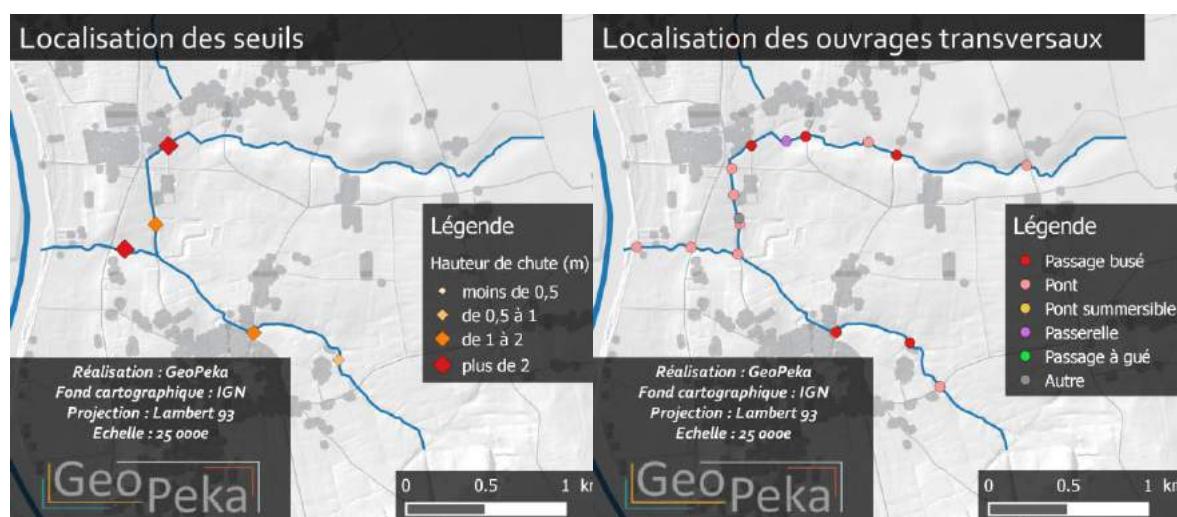 Localisation des seuils
Légende
Hauteur de chute (m)
moins de 0,5
de 0,5 à 1
de 1 à 2
plus de 2
Réalisation : GeoPeka
Fond cartographique : IGN
Projection : Lambert 93
Echelle : 25 000e
GeoPeka
0 0.5 1 km
Localisation des ouvrages transversaux
Légende
Passage busé
Pont
Pont summersible
Passerelle
Passage à gué
Autre
Réalisation : GeoPeka
Fond cartographique : IGN
Projection : Lambert 93
Echelle : 25 000e
GeoPeka
0 0.5 1 km